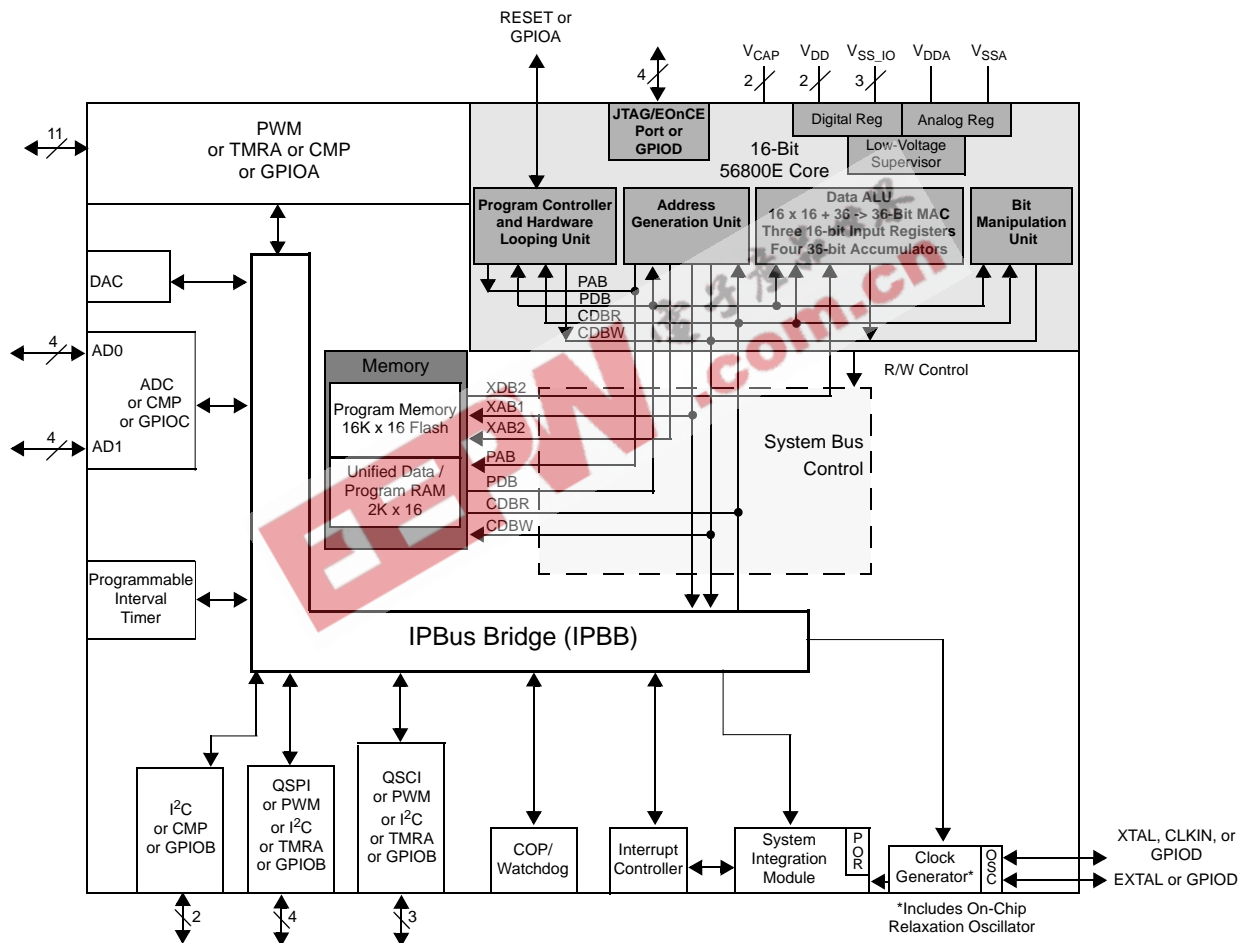 RESET or
GPIOA
4
V_CAP
2
V_DD
2
V_SS_IO
3
V_DDA
V_SSA
11
PWM
or TMRA or CMP
or GPIOA
JTAG/EOnCE
Port or
GPIOD
16-Bit
56800E Core
Digital Reg
Analog Reg
Low-Voltage
Supervisor
Program Controller
and Hardware
Looping Unit
Address
Generation Unit
Data ALU
16 x 16 + 36 -> 36-Bit MAC
Three 16-bit Input Registers
Four 36-bit Accumulators
Bit
Manipulation
Unit
DAC
PAB
PDB
CDBR
CDBW
4
AD0
ADC
or CMP
or GPIOC
4
AD1
Memory
Program Memory
16K x 16 Flash
Unified Data /
Program RAM
2K x 16
XDB2
XAB1
XAB2
PAB
PDB
CDBR
CDBW
R/W Control
System Bus
Control
Programmable
Interval
Timer
IPBus Bridge (IPBB)
I²C
or CMP
or GPIOB
2
QSPI
or PWM
or I²C
or TMRA
or GPIOB
4
QSCI
or PWM
or I²C
or TMRA
or GPIOB
3
COP/
Watchdog
Interrupt
Controller
System
Integration
Module
POR
Clock
Generator*
OSC
XTAL, CLKIN, or
GPIOD
EXTAL or GPIOD
*Includes On-Chip
Relaxation Oscillator
EEPW
.com.cn